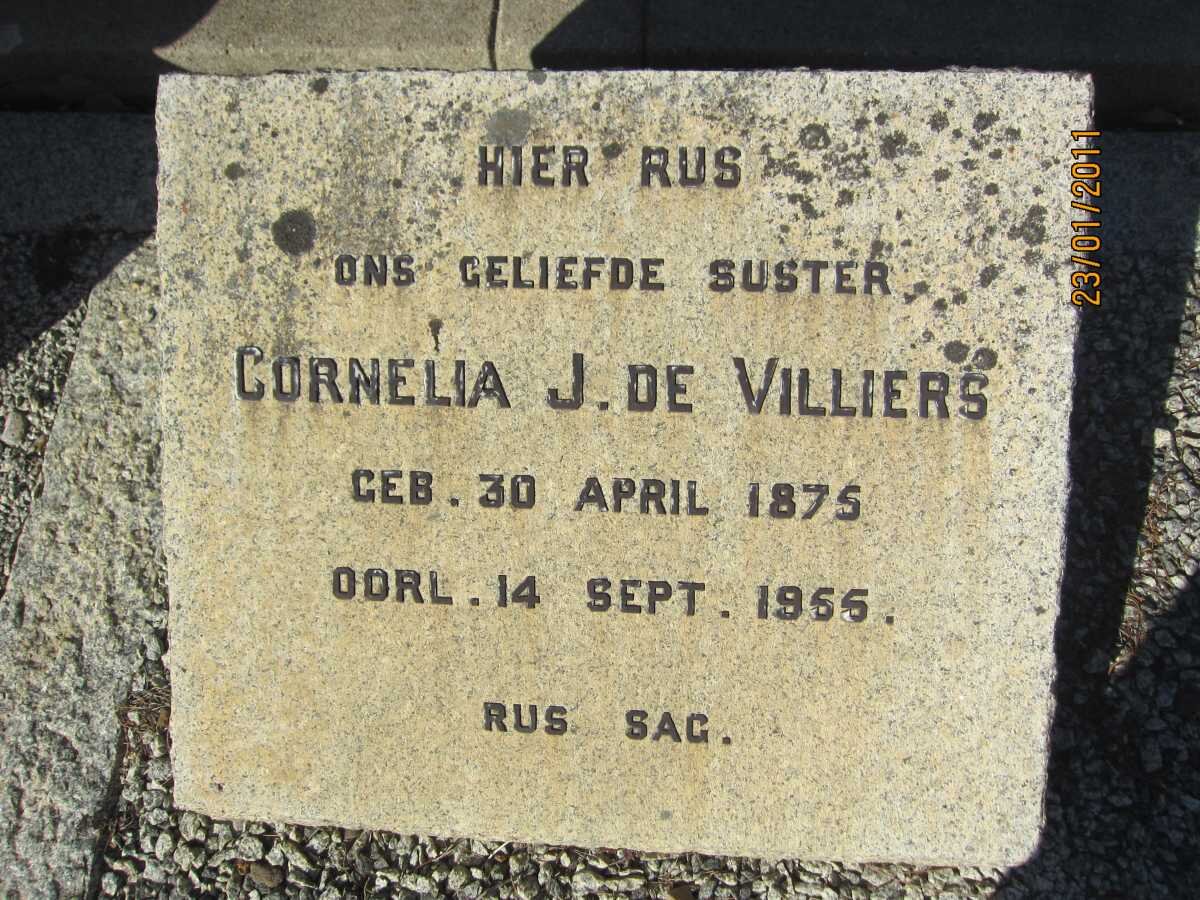 HIER RUS
ONS GELIEFDE SUSTER
CORNELIA J. DE VILLIERS
GEB. 30 APRIL 1875
OORL. 14 SEPT. 1955.
RUS SAG.
23/01/2011